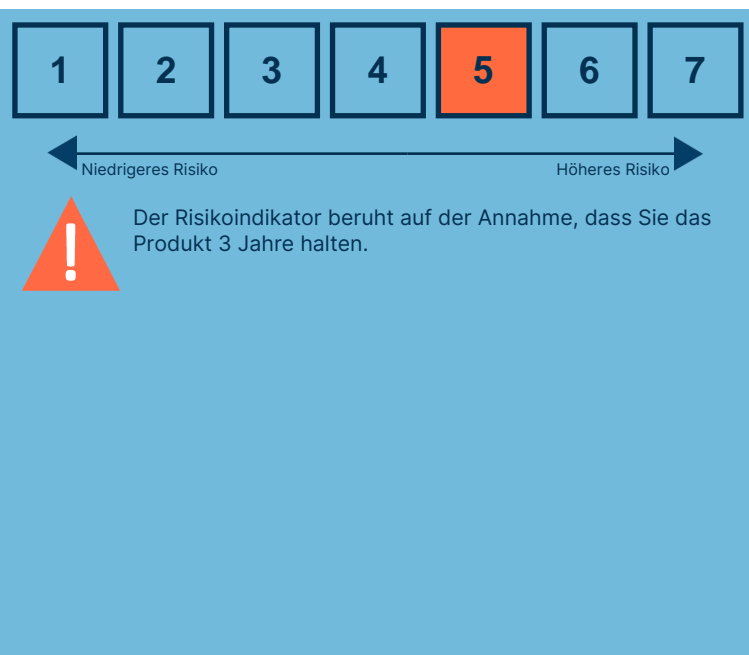 1 2 3 4 5 6 7
Niedrigeres Risiko Höheres Risiko
!
Der Risikoindikator beruht auf der Annahme, dass Sie das
Produkt 3 Jahre halten.